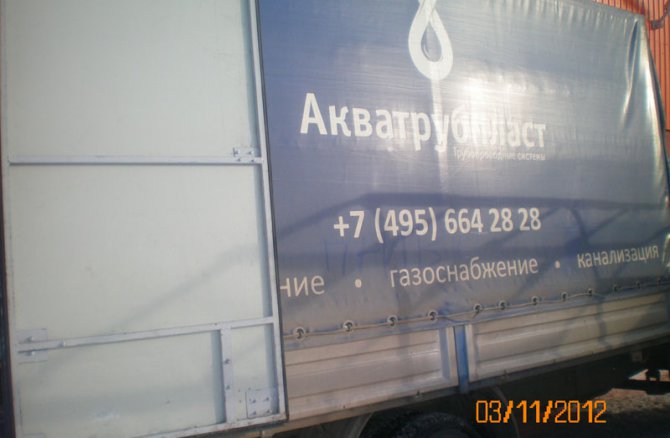 Акватрубпласт
Трубопроводные системы
+7 (495) 664 28 28
ние • газоснабжение • канализация
03/11/2012